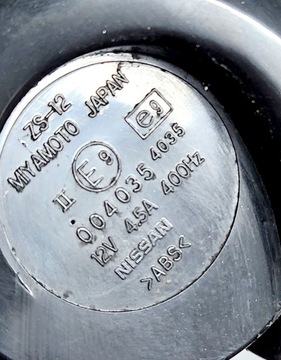 ZS-12
MIYAMOTO JAPAN
e9
II E9
004035 4035
12V 4.5A 400Hz
NISSAN
>ABS<